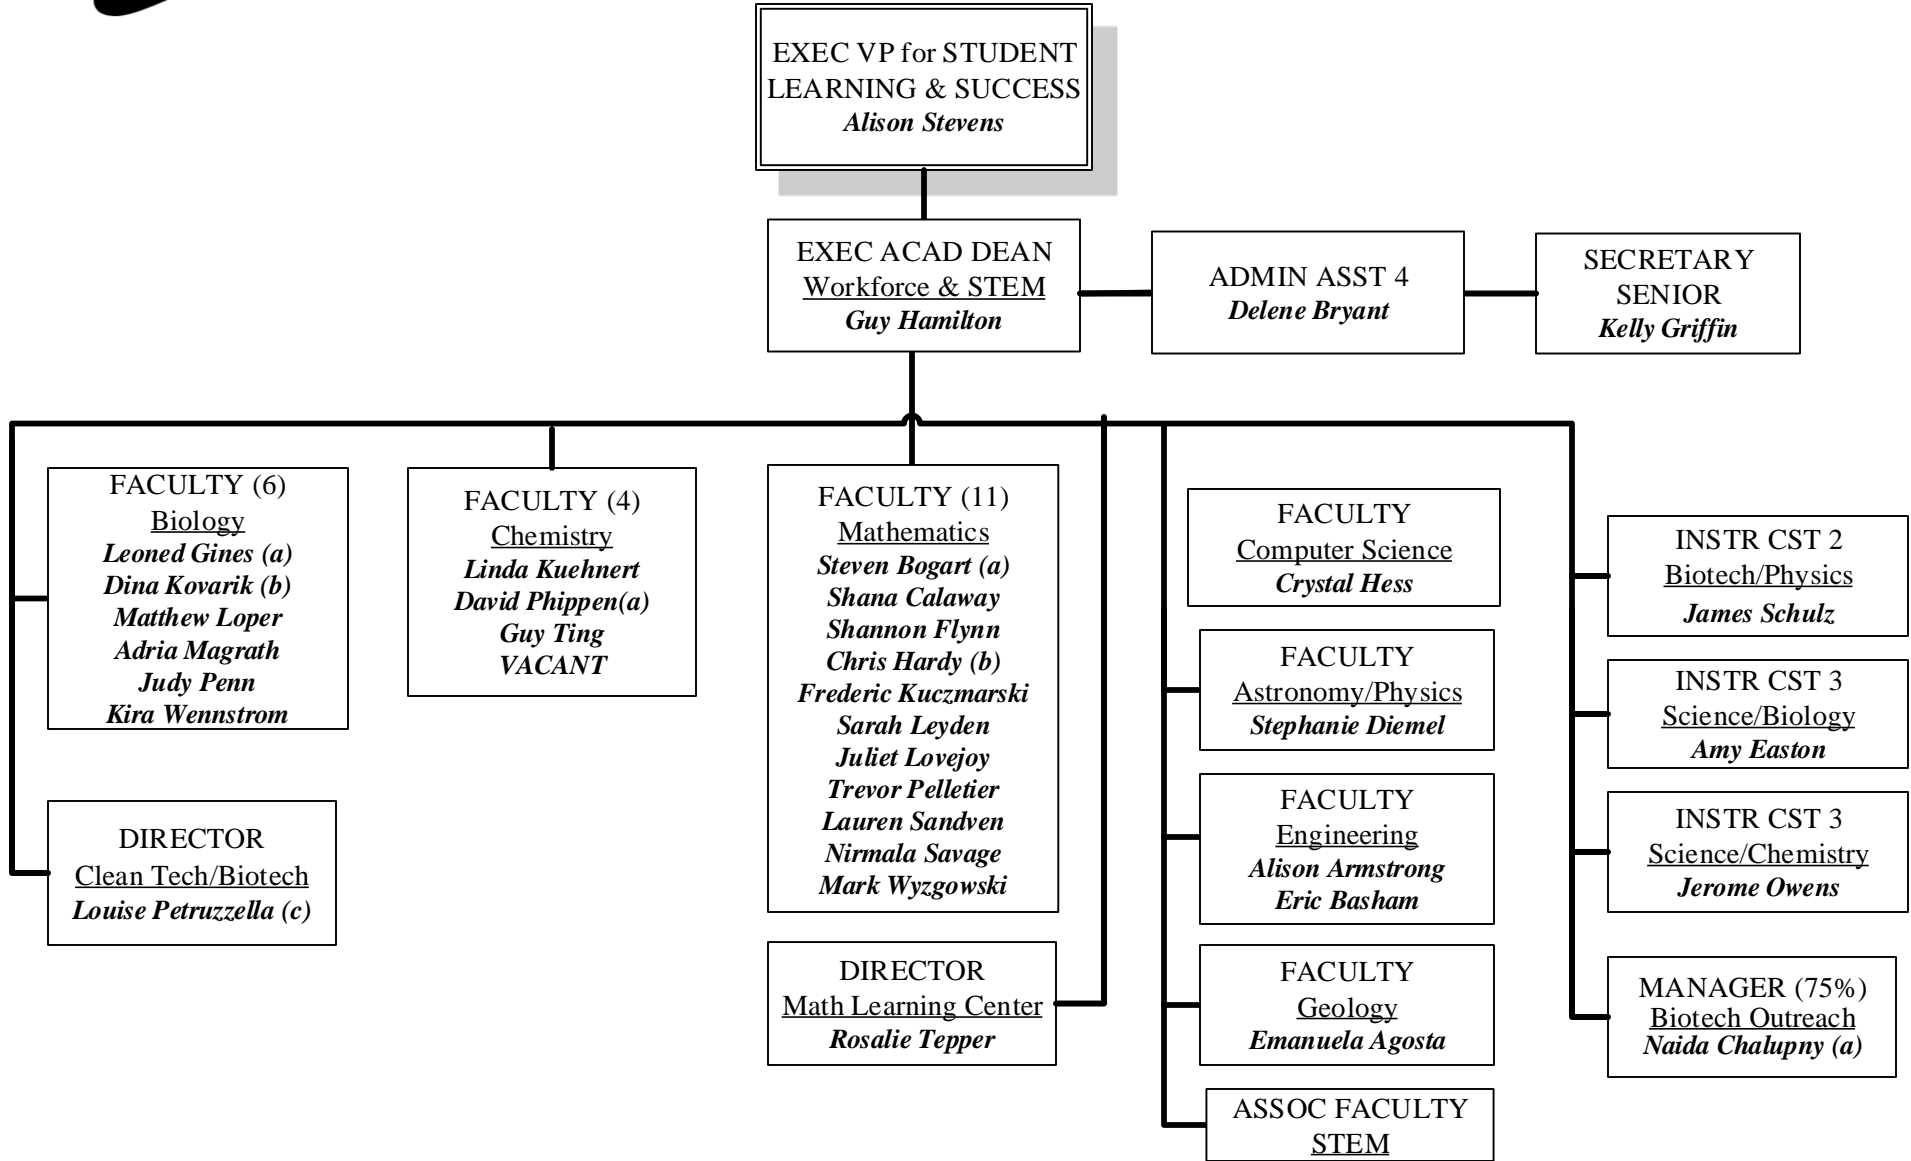 EXEC VP for STUDENT
LEARNING & SUCCESS
Alison Stevens
EXEC ACAD DEAN
Workforce & STEM
Guy Hamilton
ADMIN ASST 4
Delene Bryant
SECRETARY
SENIOR
Kelly Griffin
FACULTY (6)
Biology
Leoned Gines (a)
Dina Kovarik (b)
Matthew Loper
Adria Magrath
Judy Penn
Kira Wennstrom
DIRECTOR
Clean Tech/Biotech
Louise Petruzzella (c)
FACULTY (4)
Chemistry
Linda Kuehnert
David Phippen(a)
Guy Ting
VACANT
FACULTY (11)
Mathematics
Steven Bogart (a)
Shana Calaway
Shannon Flynn
Chris Hardy (b)
Frederic Kuczmarski
Sarah Leyden
Juliet Lovejoy
Trevor Pelletier
Lauren Sandven
Nirmala Savage
Mark Wyzgowski
DIRECTOR
Math Learning Center
Rosalie Tepper
FACULTY
Computer Science
Crystal Hess
FACULTY
Astronomy/Physics
Stephanie Diemel
FACULTY
Engineering
Alison Armstrong
Eric Basham
FACULTY
Geology
Emanuela Agosta
ASSOC FACULTY
STEM
INSTR CST 2
Biotech/Physics
James Schulz
INSTR CST 3
Science/Biology
Amy Easton
INSTR CST 3
Science/Chemistry
Jerome Owens
MANAGER (75%)
Biotech Outreach
Naida Chalupny (a)